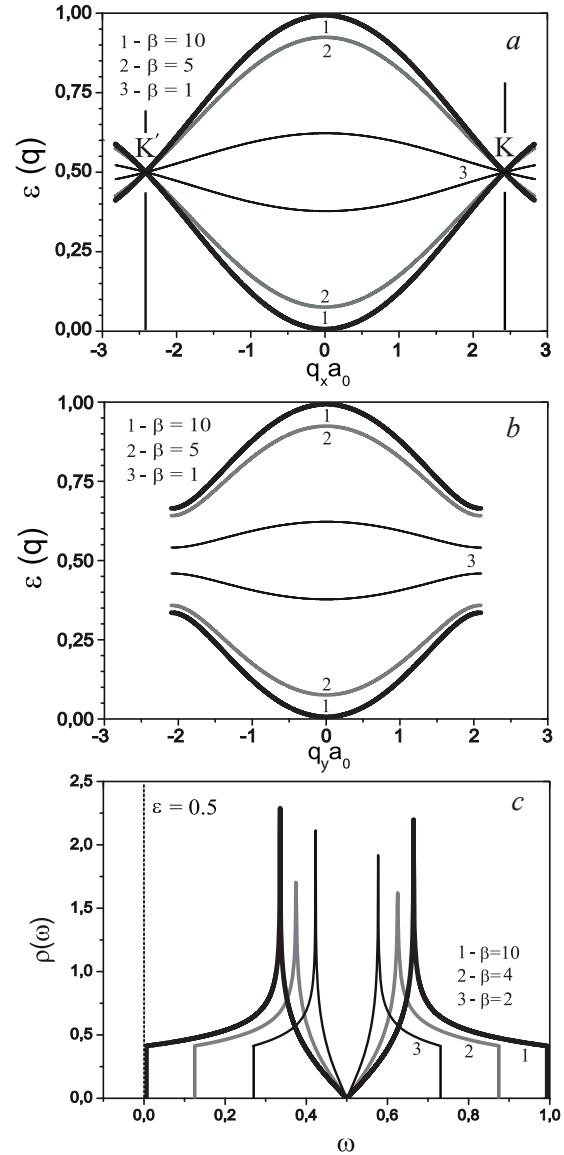 1,00
1 - β = 10
2 - β = 5
3 - β = 1
a
1
2
0,75
K′
K
0,50
3
ε (q)
0,25
2
1
0,00
-3 -2 -1 0 1 2 3
qₓa₀
1,00
1 - β = 10
2 - β = 5
3 - β = 1
b
1
2
0,75
0,50
3
ε (q)
0,25
2
1
0,00
-3 -2 -1 0 1 2 3
q_y a₀
2,5
ε = 0.5
c
2,0
1,5
ρ(ω)
1 - β=10
2 - β=4
3 - β=2
1,0
0,5
3 2 1
0,0
0,0 0,2 0,4 0,6 0,8 1,0
ω